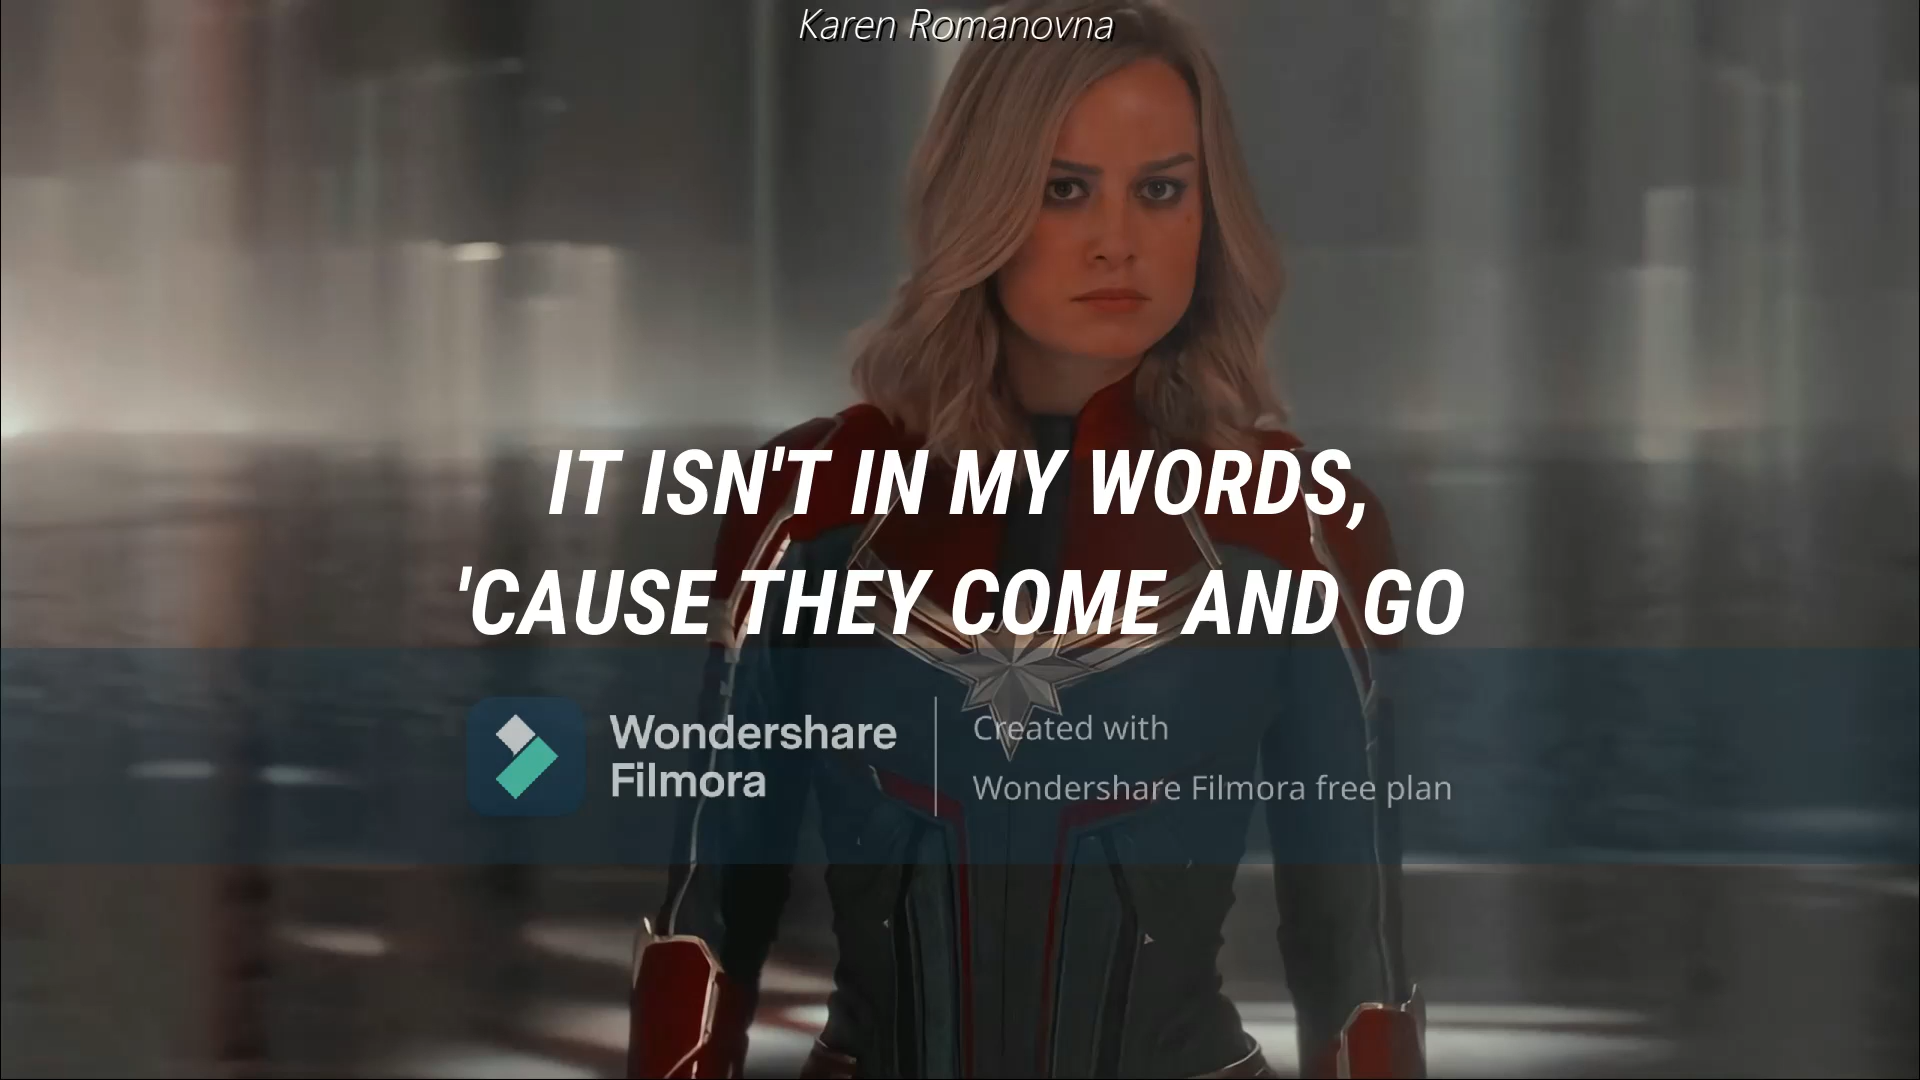 Karen Romanovna
IT ISN'T IN MY WORDS,
'CAUSE THEY COME AND GO
Wondershare
Filmora
Created with
Wondershare Filmora free plan